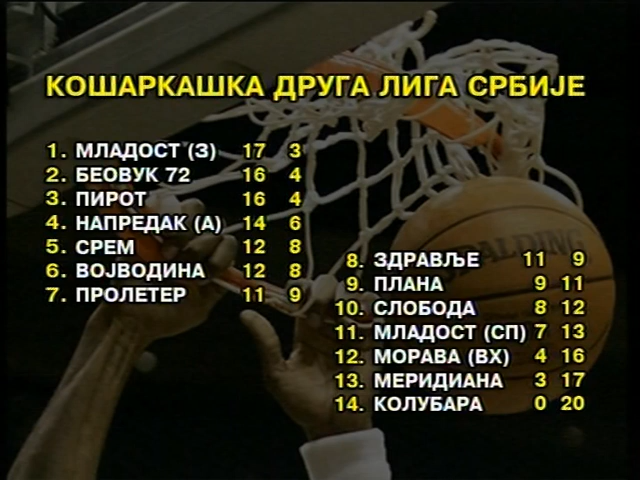 КОШАРКАШКА ДРУГА ЛИГА СРБИЈЕ
1. МЛАДОСТ (З) 17 3
2. БЕОВУК 72 16 4
3. ПИРОТ 16 4
4. НАПРЕДАК (А) 14 6
5. СРЕМ 12 8
6. ВОЈВОДИНА 12 8
7. ПРОЛЕТЕР 11 9
8. ЗДРАВЉЕ 11 9
9. ПЛАНА 9 11
10. СЛОБОДА 8 12
11. МЛАДОСТ (СП) 7 13
12. МОРАВА (ВХ) 4 16
13. МЕРИДИАНА 3 17
14. КОЛУБАРА 0 20
SPALDING